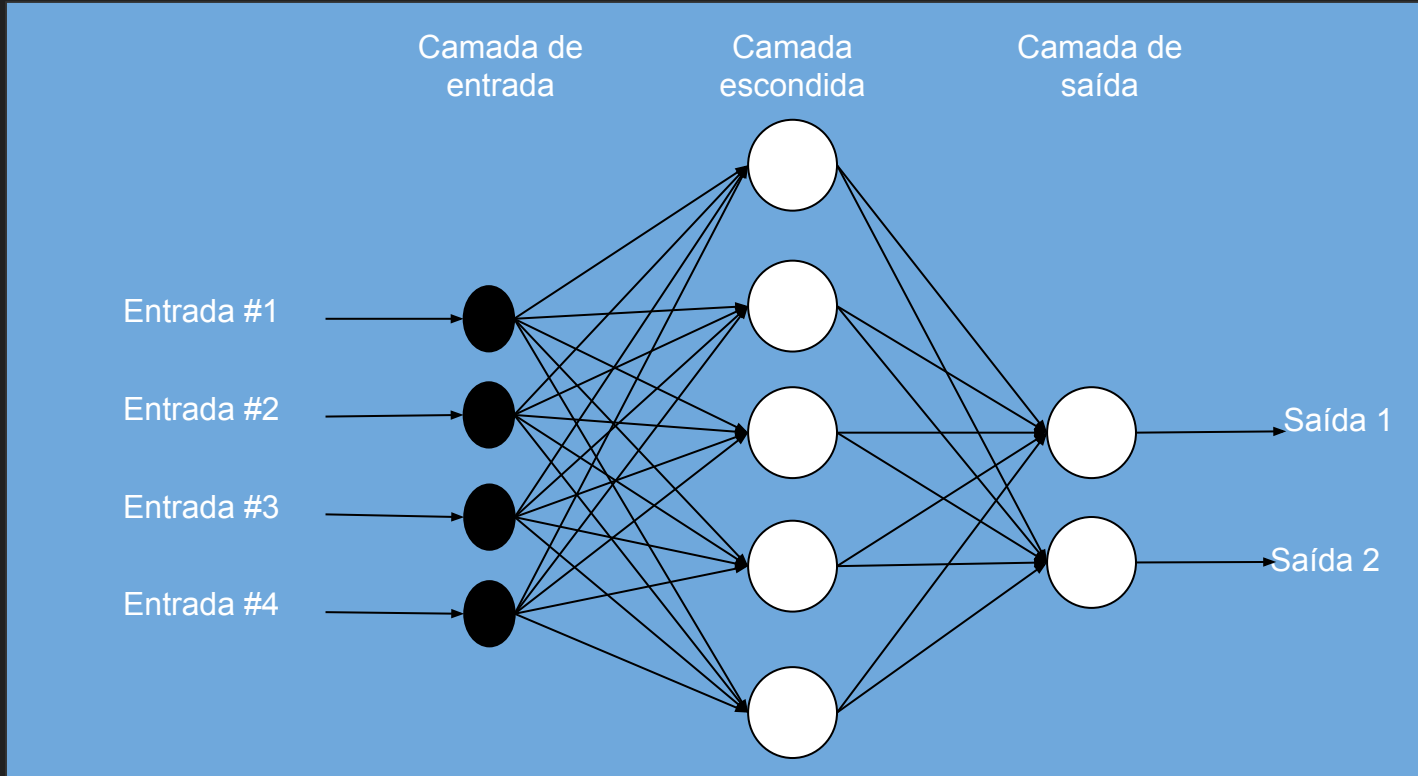 Camada de
entrada
Camada
escondida
Camada de
saída
Entrada #1
Entrada #2
Entrada #3
Entrada #4
Saída 1
Saída 2